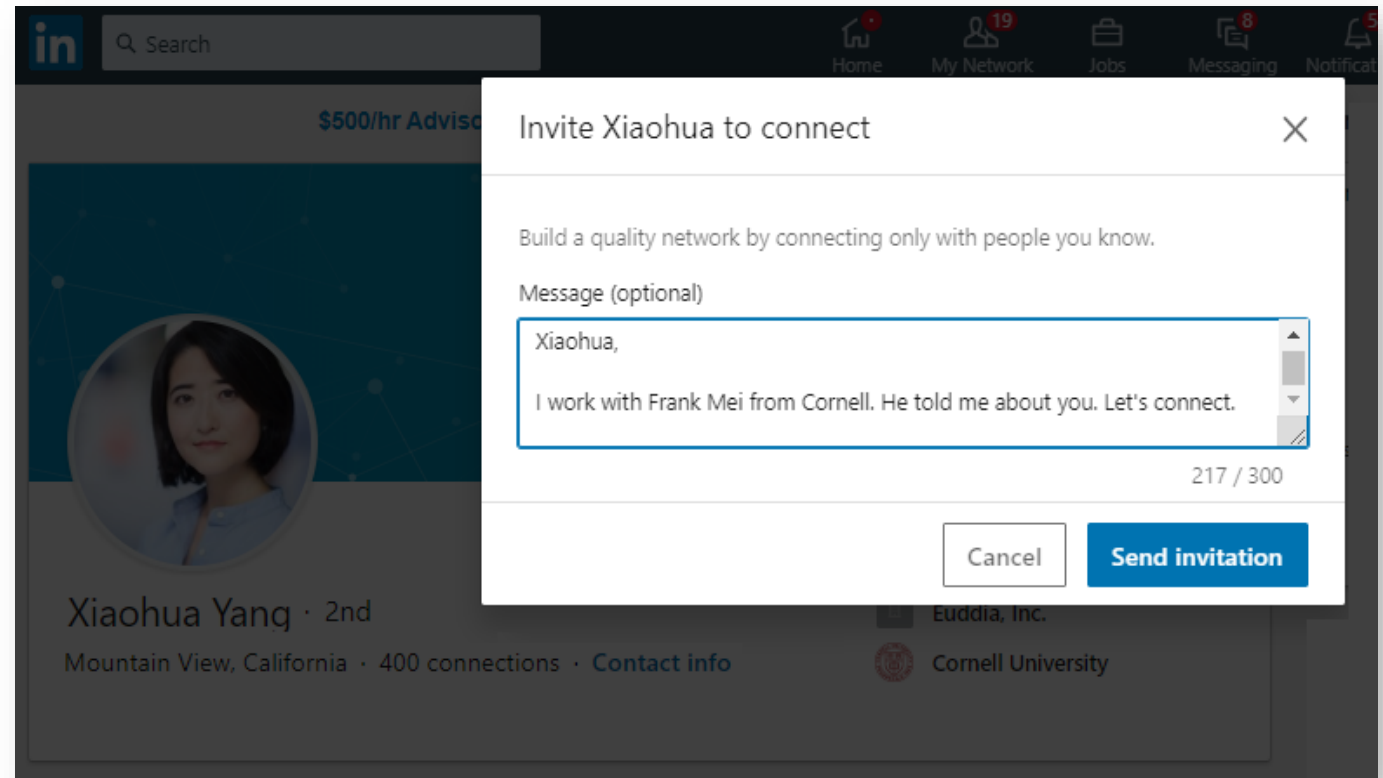 in
Search
Home
My Network
19
Jobs
Messaging
8
Notificat
5
$500/hr Adviso
Invite Xiaohua to connect
Build a quality network by connecting only with people you know.
Message (optional)
Xiaohua,
I work with Frank Mei from Cornell. He told me about you. Let's connect.
217 / 300
Cancel
Send invitation
Xiaohua Yang · 2nd
Euddia, Inc.
Mountain View, California · 400 connections · Contact info
Cornell University